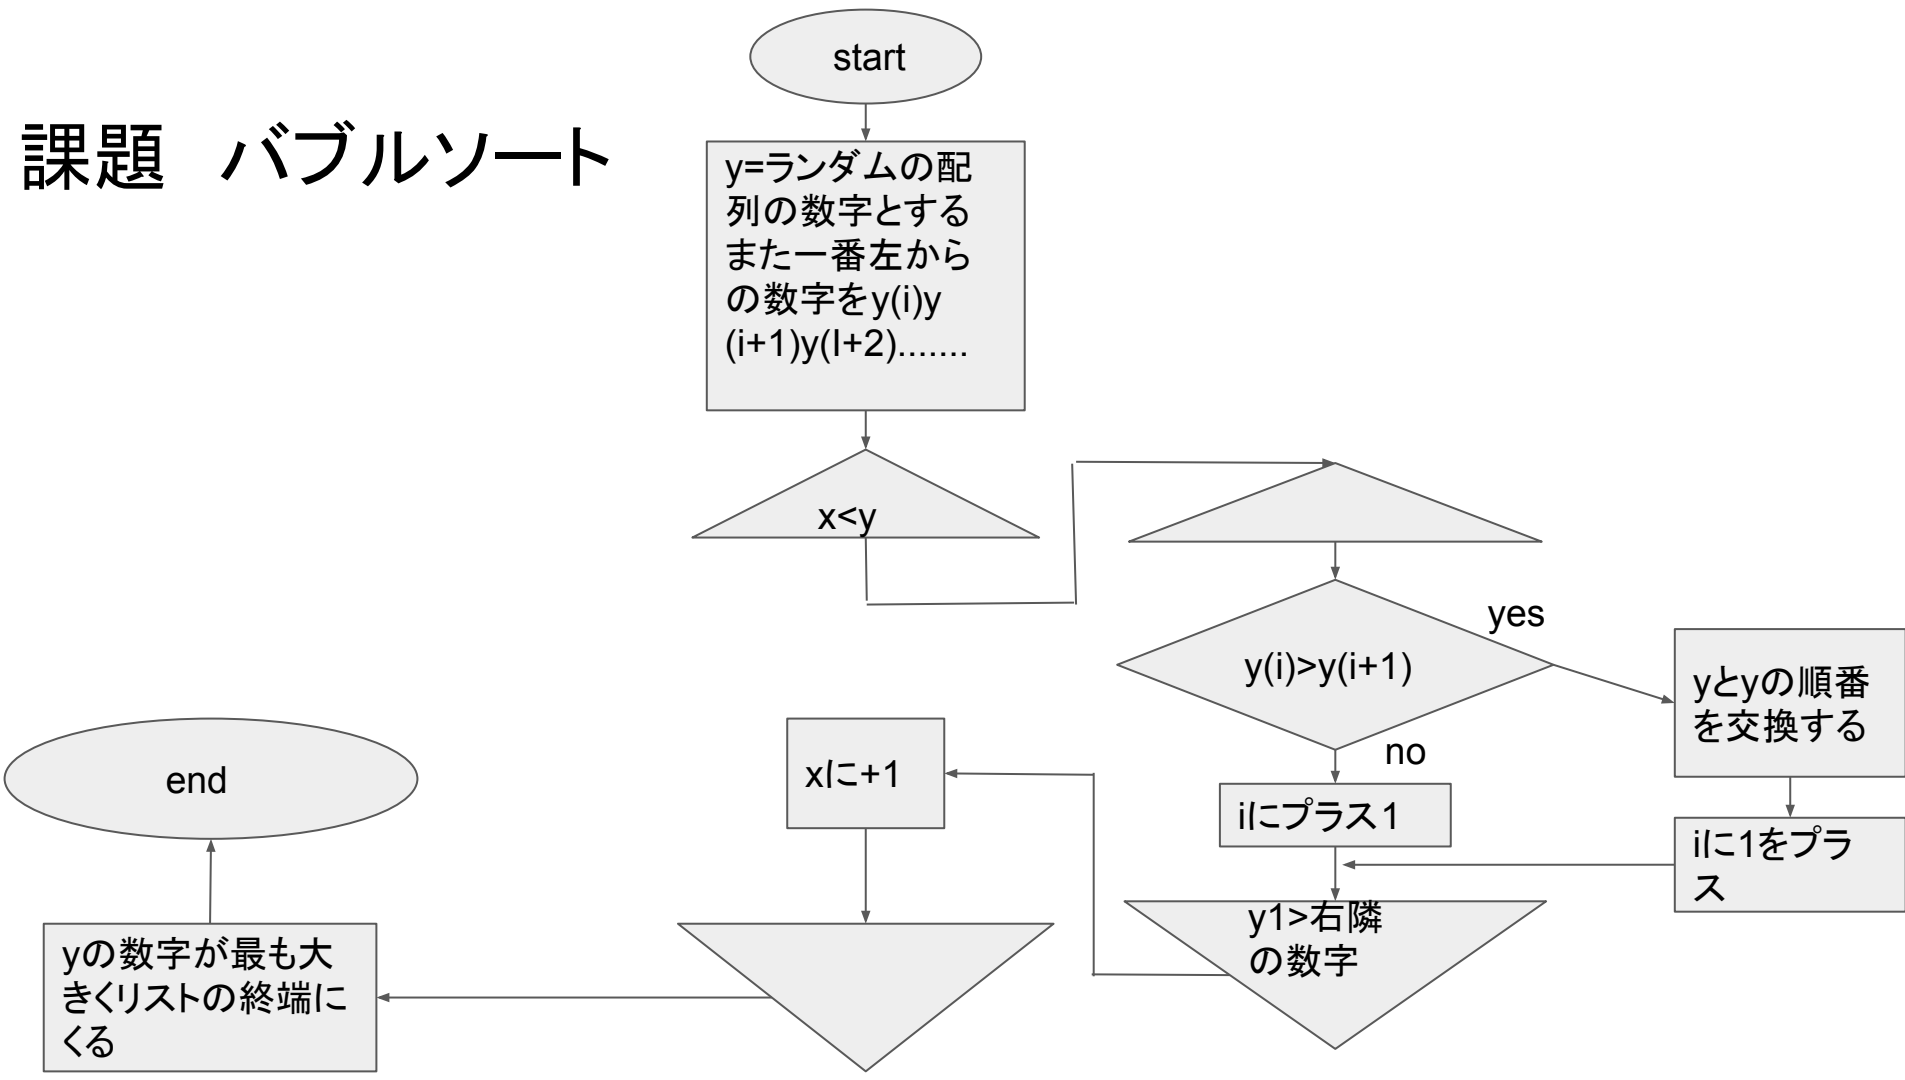 start
課題　バブルソート
y=ランダムの配
列の数字とする
また一番左から
の数字をy(i)y
(i+1)y(I+2).......
x<y
yes
y(i)>y(i+1)
yとyの順番
を交換する
no
end
xに+1
iにプラス1
iに1をプラ
ス
y1>右隣
の数字
yの数字が最も大
きくリストの終端に
くる